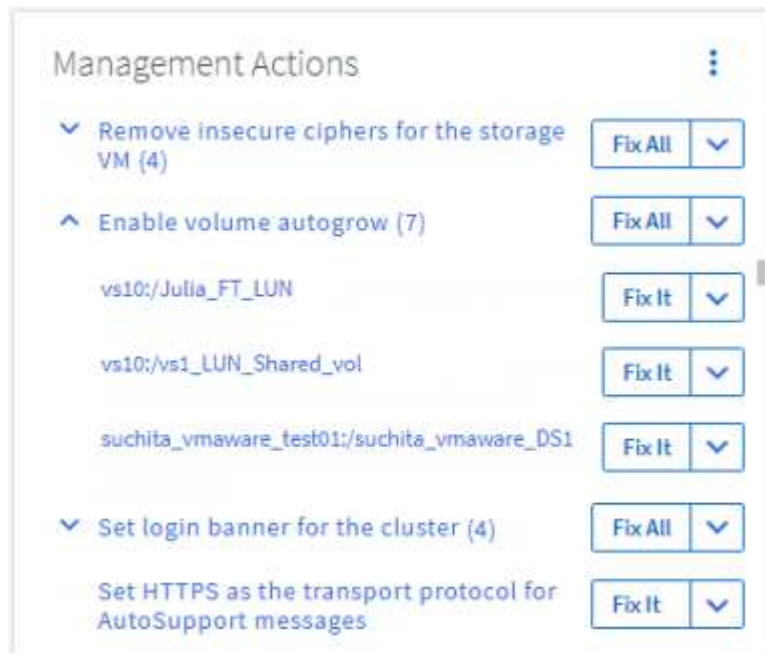 Management Actions
Remove insecure ciphers for the storage
VM (4)
Fix All
Enable volume autogrow (7)
Fix All
vs10:/Julia_FT_LUN
Fix It
vs10:/vs1_LUN_Shared_vol
Fix It
suchita_vmaware_test01:/suchita_vmaware_DS1
Fix It
Set login banner for the cluster (4)
Fix All
Set HTTPS as the transport protocol for
AutoSupport messages
Fix It